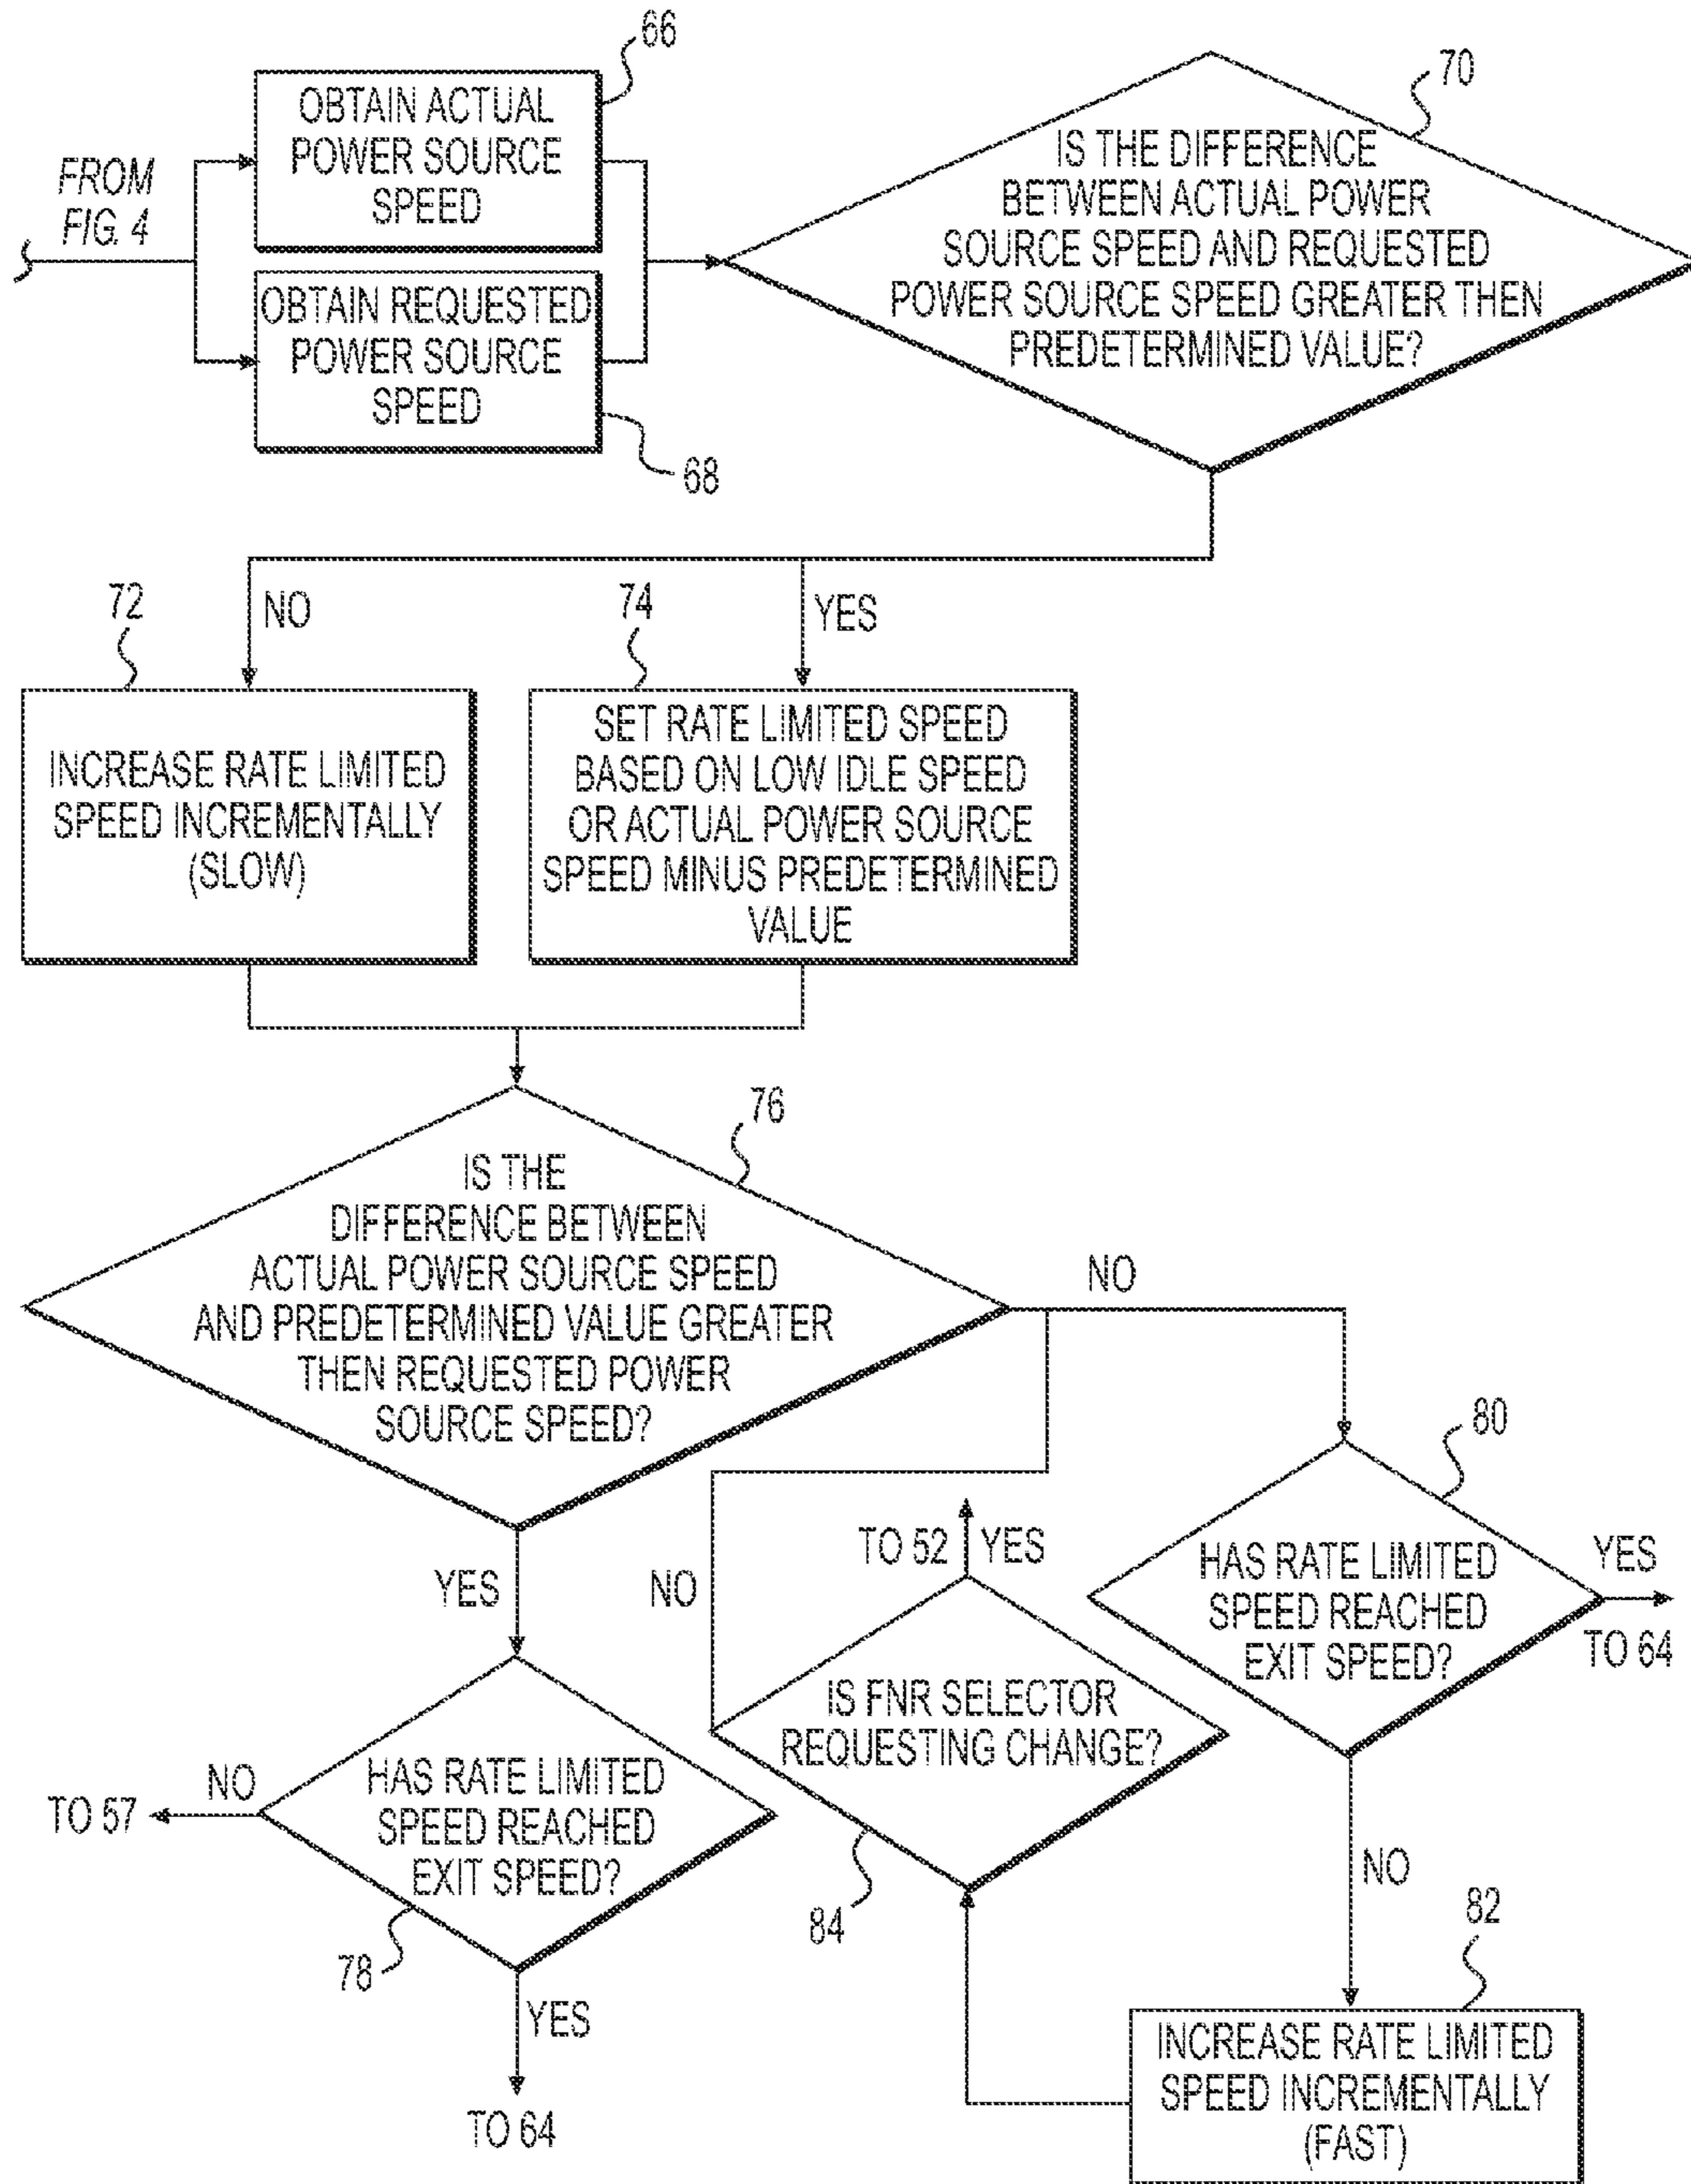 66
OBTAIN ACTUAL
POWER SOURCE
SPEED
FROM
FIG. 4
OBTAIN REQUESTED
POWER SOURCE
SPEED
68
70
IS THE DIFFERENCE
BETWEEN ACTUAL POWER
SOURCE SPEED AND REQUESTED
POWER SOURCE SPEED GREATER THEN
PREDETERMINED VALUE?
72
NO
74
YES
INCREASE RATE LIMITED
SPEED INCREMENTALLY
(SLOW)
SET RATE LIMITED SPEED
BASED ON LOW IDLE SPEED
OR ACTUAL POWER SOURCE
SPEED MINUS PREDETERMINED
VALUE
76
IS THE
DIFFERENCE BETWEEN
ACTUAL POWER SOURCE SPEED
AND PREDETERMINED VALUE GREATER
THEN REQUESTED POWER
SOURCE SPEED?
NO
YES
80
HAS RATE LIMITED
SPEED REACHED
EXIT SPEED?
YES
TO 64
NO
TO 52
YES
NO
IS FNR SELECTOR
REQUESTING CHANGE?
84
HAS RATE LIMITED
SPEED REACHED
EXIT SPEED?
NO
TO 57
78
YES
TO 64
82
INCREASE RATE LIMITED
SPEED INCREMENTALLY
(FAST)